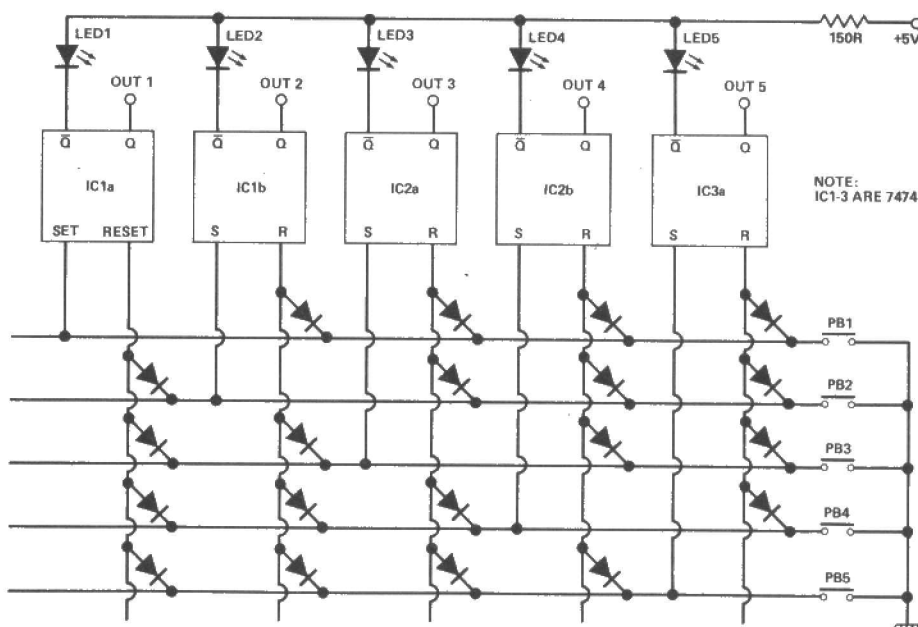 LED1
LED2
LED3
LED4
LED5
150R
+5V
OUT 1
OUT 2
OUT 3
OUT 4
OUT 5
Q̅ Q
Q̅ Q
Q̅ Q
Q̅ Q
Q̅ Q
IC1a
IC1b
IC2a
IC2b
IC3a
NOTE:
IC1-3 ARE 7474
SET RESET
S R
S R
S R
S R
PB1
PB2
PB3
PB4
PB5